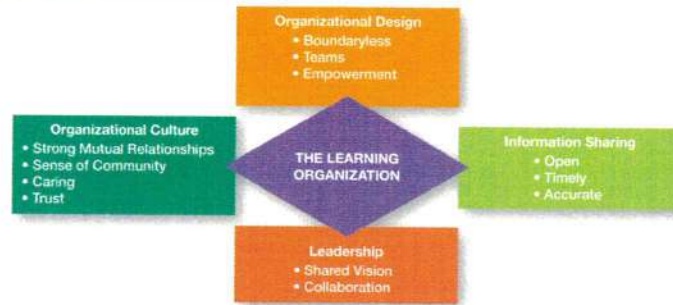 Organizational Design
• Boundaryless
• Teams
• Empowerment
Organizational Culture
• Strong Mutual Relationships
• Sense of Community
• Caring
• Trust
THE LEARNING
ORGANIZATION
Information Sharing
• Open
• Timely
• Accurate
Leadership
• Shared Vision
• Collaboration